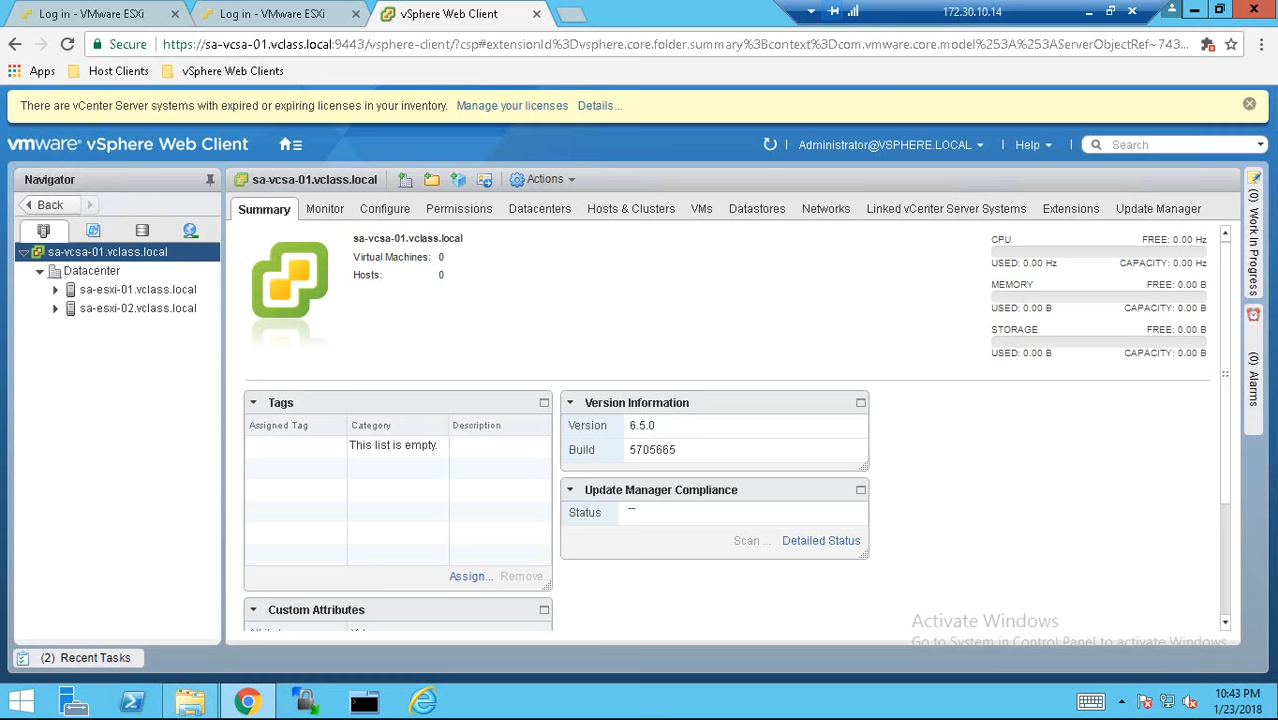 Log in - VMware ESXi
Log in - VMware ESXi
vSphere Web Client
172.30.10.14
Secure https://sa-vcsa-01.vclass.local:9443/vsphere-client/?csp#extensionId%3Dvsphere.core.folder.summary%3Bcontext%3Dcom.vmware.core.model%253A%253AServerObjectRef~743...
Apps Host Clients vSphere Web Clients
There are vCenter Server systems with expired or expiring licenses in your inventory. Manage your licenses Details...
vmware® vSphere Web Client
Administrator@VSPHERE.LOCAL Help Search
Navigator
Back
sa-vcsa-01.vclass.local
Datacenter
sa-esxi-01.vclass.local
sa-esxi-02.vclass.local
sa-vcsa-01.vclass.local Actions
Summary Monitor Configure Permissions Datacenters Hosts & Clusters VMs Datastores Networks Linked vCenter Server Systems Extensions Update Manager
sa-vcsa-01.vclass.local
Virtual Machines: 0
Hosts: 0
CPU FREE: 0.00 Hz
USED: 0.00 Hz CAPACITY: 0.00 Hz
MEMORY FREE: 0.00 B
USED: 0.00 B CAPACITY: 0.00 B
STORAGE FREE: 0.00 B
USED: 0.00 B CAPACITY: 0.00 B
Tags
Assigned Tag Category Description
This list is empty.
Assign... Remove
Custom Attributes
Version Information
Version 6.5.0
Build 5705665
Update Manager Compliance
Status --
Scan ... Detailed Status
(0) Work In Progress
(0) Alarms
Activate Windows
Go to System in Control Panel to activate Windows.
(2) Recent Tasks
10:43 PM
1/23/2018